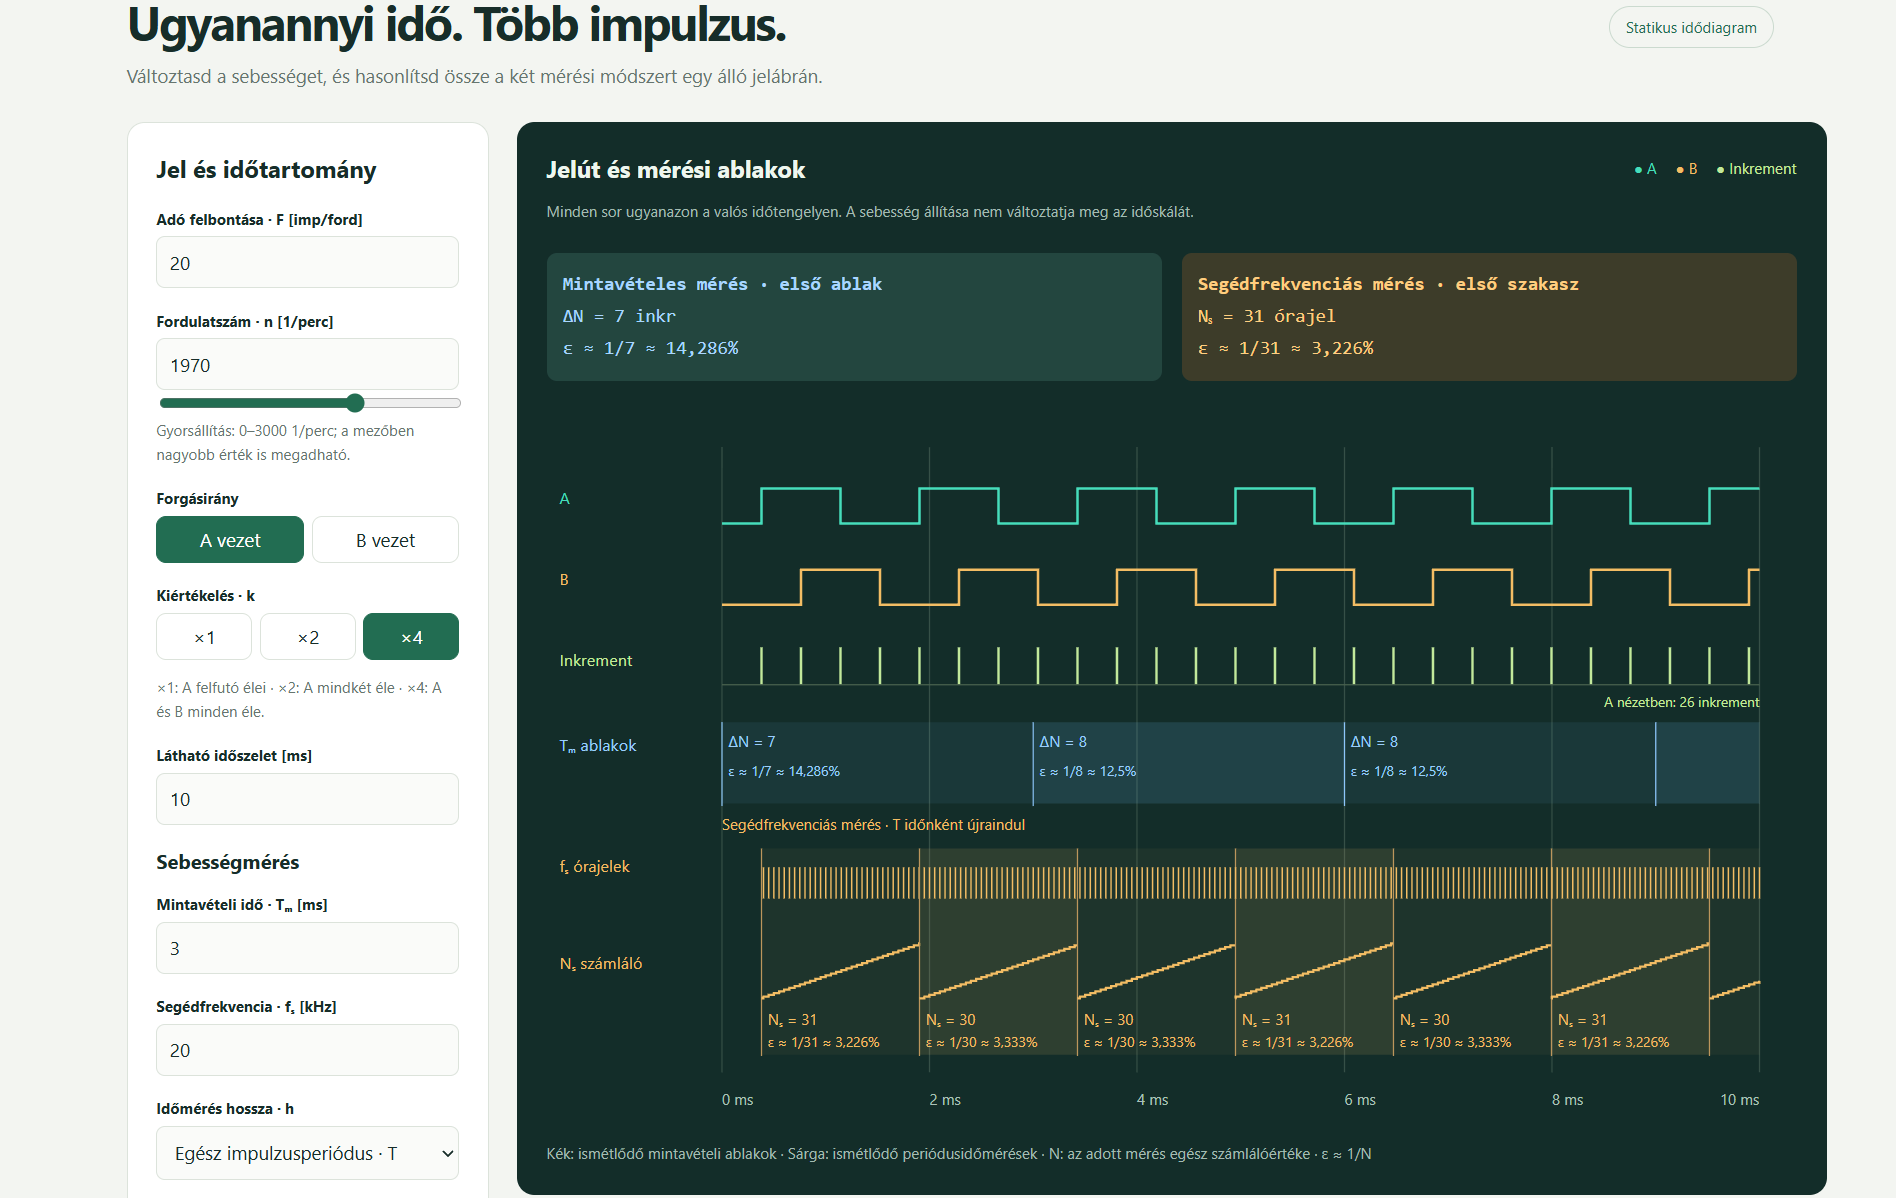 Ugyanannyi idő. Több impulzus.
Statikus idődiagram
Változtasd a sebességet, és hasonlítsd össze a két mérési módszert egy álló jelábrán.
Jel és időtartomány
Adó felbontása · F [imp/ford]
20
Fordulatszám · n [1/perc]
1970
Gyorsállítás: 0–3000 1/perc; a mezőben
nagyobb érték is megadható.
Forgásirány
A vezet
B vezet
Kiértékelés · k
×1
×2
×4
×1: A felfutó élei · ×2: A mindkét éle · ×4: A
és B minden éle.
Látható időszelet [ms]
10
Sebességmérés
Mintavételi idő · Tₘ [ms]
3
Segédfrekvencia · fₛ [kHz]
20
Időmérés hossza · h
Egész impulzusperiódus · T
Jelút és mérési ablakok
A
B
Inkrement
Minden sor ugyanazon a valós időtengelyen. A sebesség állítása nem változtatja meg az időskálát.
Mintavételes mérés · első ablak
ΔN = 7 inkr
ε ≈ 1/7 ≈ 14,286%
Segédfrekvenciás mérés · első szakasz
Nₛ = 31 órajel
ε ≈ 1/31 ≈ 3,226%
A
B
Inkrement
A nézetben: 26 inkrement
Tₘ ablakok
ΔN = 7
ε ≈ 1/7 ≈ 14,286%
ΔN = 8
ε ≈ 1/8 ≈ 12,5%
ΔN = 8
ε ≈ 1/8 ≈ 12,5%
Segédfrekvenciás mérés · T időnként újraindul
fₛ órajelek
Nₛ számláló
Nₛ = 31
ε ≈ 1/31 ≈ 3,226%
Nₛ = 30
ε ≈ 1/30 ≈ 3,333%
Nₛ = 30
ε ≈ 1/30 ≈ 3,333%
Nₛ = 31
ε ≈ 1/31 ≈ 3,226%
Nₛ = 30
ε ≈ 1/30 ≈ 3,333%
Nₛ = 31
ε ≈ 1/31 ≈ 3,226%
0 ms
2 ms
4 ms
6 ms
8 ms
10 ms
Kék: ismétlődő mintavételi ablakok · Sárga: ismétlődő periódusidőmérések · N: az adott mérés egész számlálóértéke · ε ≈ 1/N